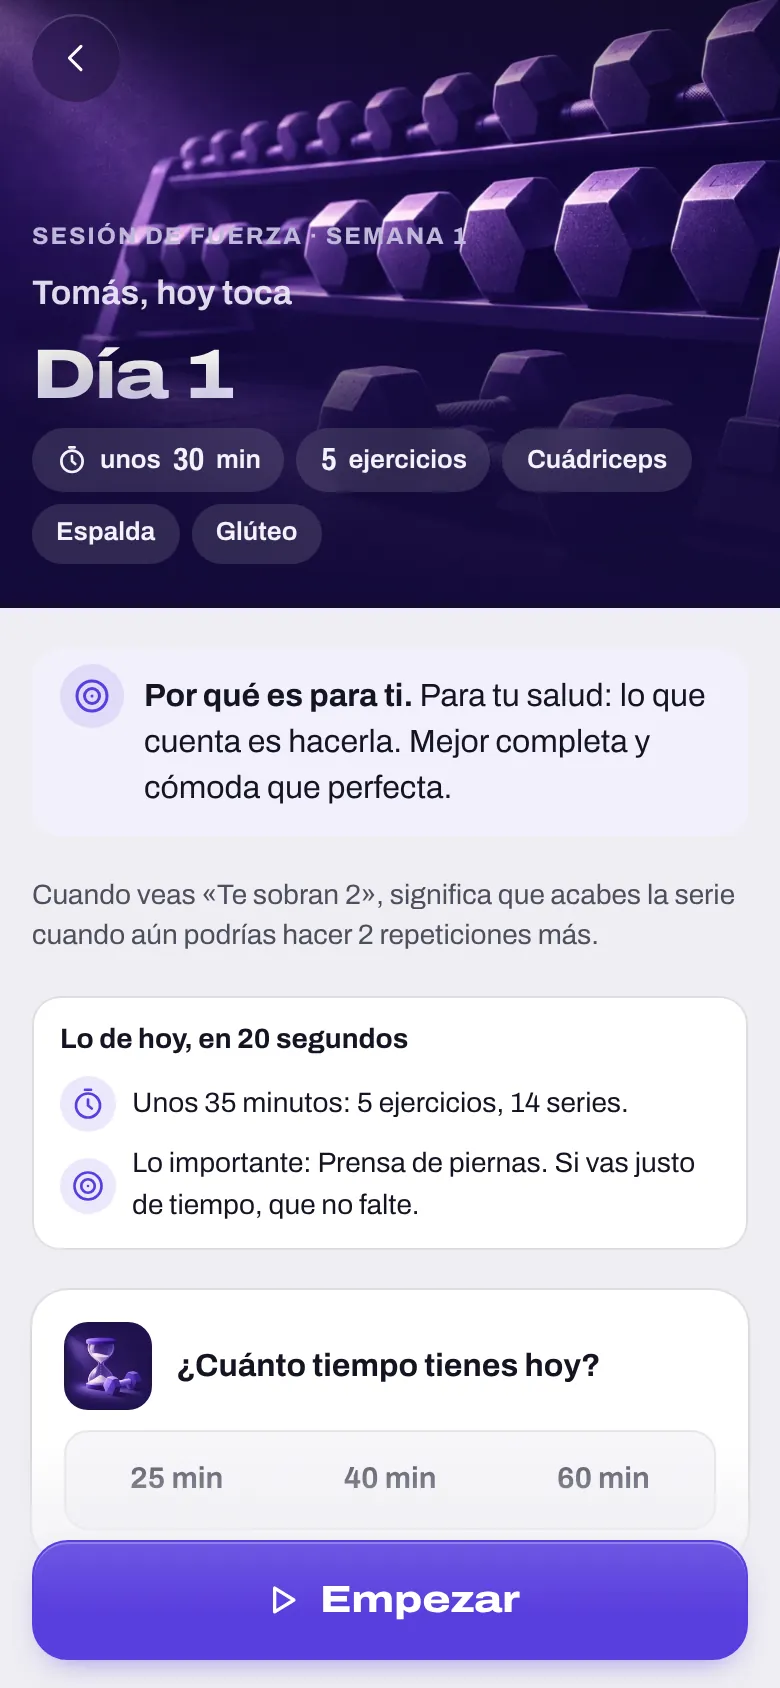 SESIÓN DE FUERZA · SEMANA 1
Tomás, hoy toca
Día 1
unos 30 min
5 ejercicios
Cuádriceps
Espalda
Glúteo
Por qué es para ti. Para tu salud: lo que
cuenta es hacerla. Mejor completa y
cómoda que perfecta.
Cuando veas «Te sobran 2», significa que acabes la serie
cuando aún podrías hacer 2 repeticiones más.
Lo de hoy, en 20 segundos
Unos 35 minutos: 5 ejercicios, 14 series.
Lo importante: Prensa de piernas. Si vas justo
de tiempo, que no falte.
¿Cuánto tiempo tienes hoy?
25 min
40 min
60 min
Empezar